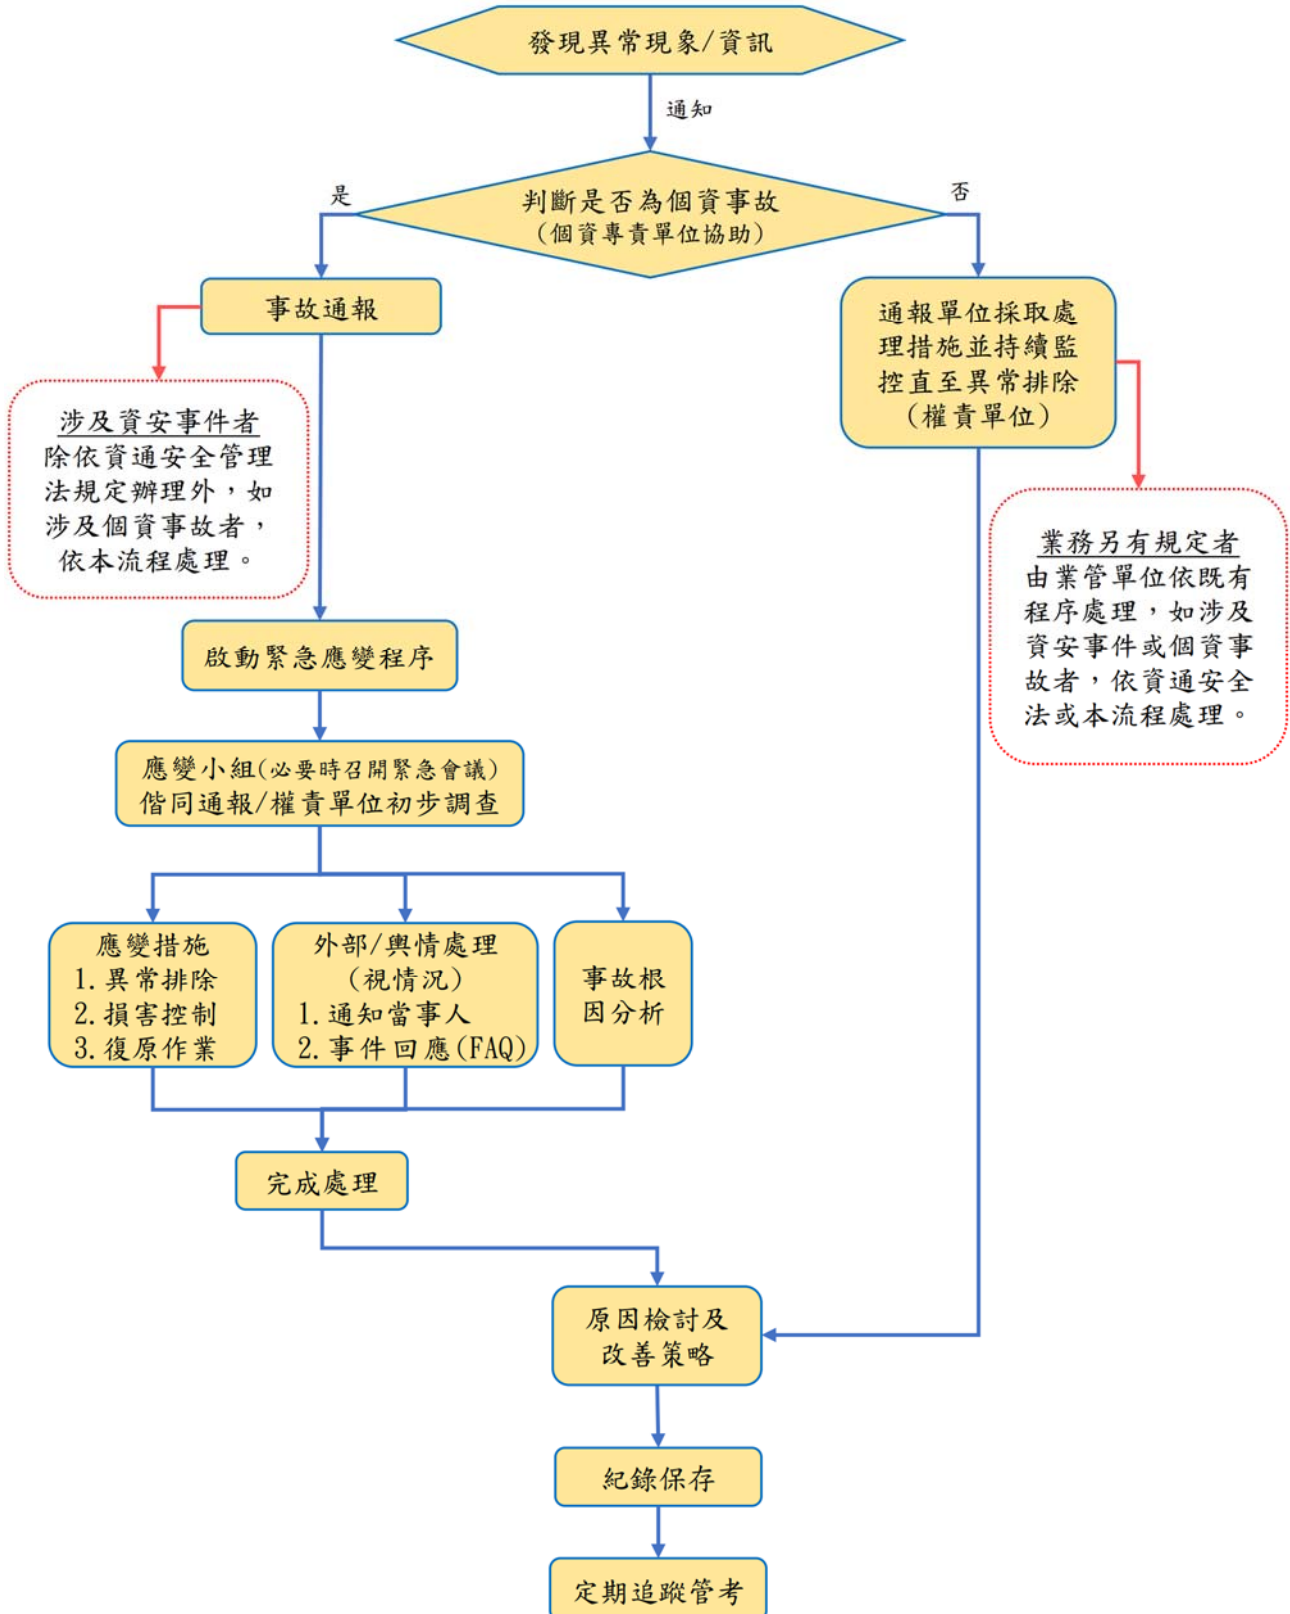 發現異常現象/資訊
通知
是
否
判斷是否為個資事故
(個資專責單位協助)
事故通報
通報單位採取處
理措施並持續監
控直至異常排除
(權責單位)
涉及資安事件者
除依資通安全管理
法規定辦理外，如
涉及個資事故者，
依本流程處理。
業務另有規定者
由業管單位依既有
程序處理，如涉及
資安事件或個資事
故者，依資通安全
法或本流程處理。
啟動緊急應變程序
應變小組(必要時召開緊急會議)
偕同通報/權責單位初步調查
應變措施
1.異常排除
2.損害控制
3.復原作業
外部/輿情處理
(視情況)
1.通知當事人
2.事件回應(FAQ)
事故根
因分析
完成處理
原因檢討及
改善策略
紀錄保存
定期追蹤管考